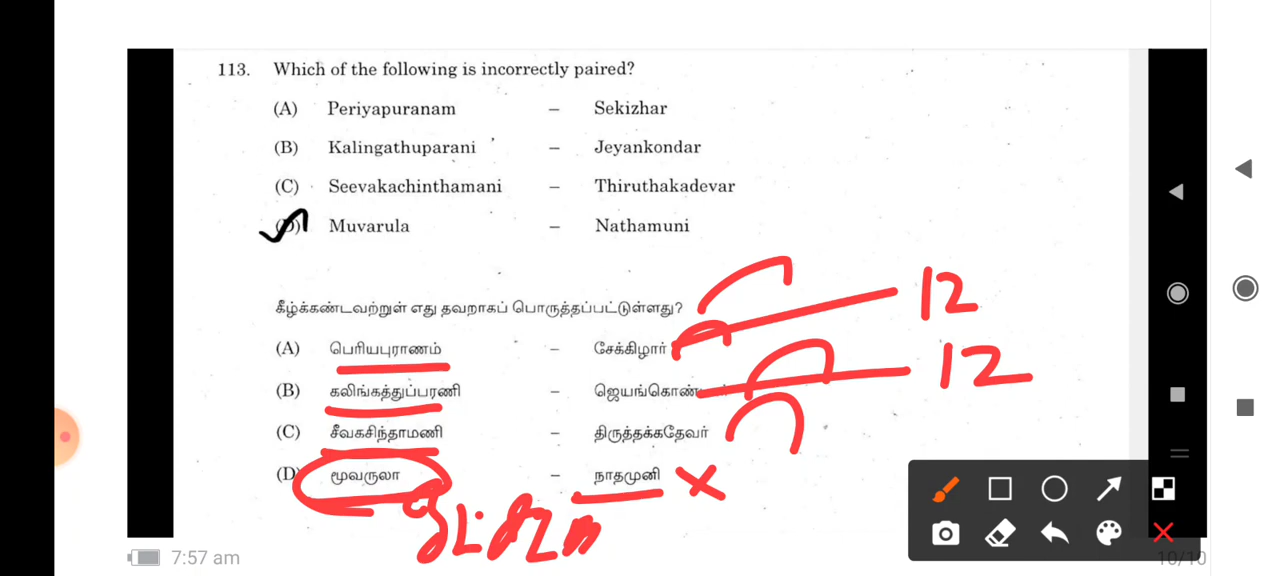 113. Which of the following is incorrectly paired?
(A) Periyapuranam – Sekizhar
(B) Kalingathuparani – Jeyankondar
(C) Seevakachinthamani – Thiruthakadevar
(D) Muvarula – Nathamuni
கீழ்க்கண்டவற்றுள் எது தவறாகப் பொருத்தப்பட்டுள்ளது?
12
(A) பெரியபுராணம் – சேக்கிழார்
12
(B) கலிங்கத்துப்பரணி – ஜெயங்கொண்
(C) சீவகசிந்தாமணி – திருத்தக்கதேவர்
(D) மூவருலா – நாதமுனி ×
7:57 am
10/10